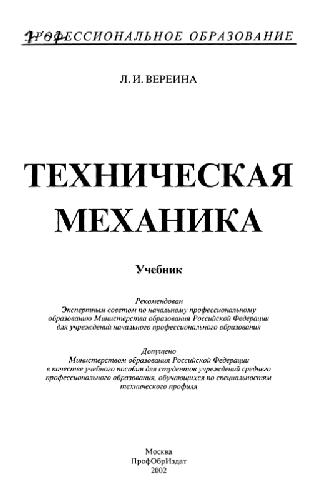 ПРОФЕССИОНАЛЬНОЕ ОБРАЗОВАНИЕ
Л. И. ВЕРЕИНА
ТЕХНИЧЕСКАЯ
МЕХАНИКА
Учебник
Рекомендован
Экспертным советом по начальному профессиональному
образованию Министерства образования Российской Федерации
для учреждений начального профессионального образования
Допущено
Министерством образования Российской Федерации
в качестве учебного пособия для студентов учреждений среднего
профессионального образования, обучающихся по специальностям
технического профиля
Москва
ПрофОбрИздат
2002